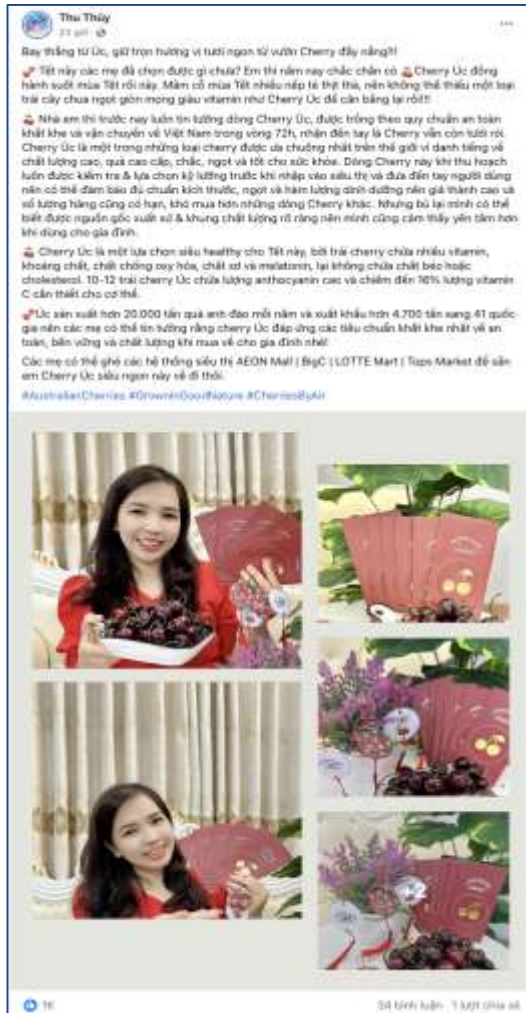 Thu Thủy
23 giờ
Bay thẳng từ Úc, giữ trọn hương vị tươi ngon từ vườn Cherry đầy nắng!!!
Tết này các mẹ đã chọn được gì chưa? Em thì năm nay chắc chắn có Cherry Úc đồng
hành suốt mùa Tết rồi này. Mâm cỗ mùa Tết nhiều nếp tẻ thịt thà, nên không thể thiếu một loại
trái cây chua ngọt giòn mọng giàu vitamin như Cherry Úc để cân bằng lại rồi!!
Nhà em thì trước nay luôn tin tưởng dòng Cherry Úc, được trồng theo quy chuẩn an toàn
khắt khe và vận chuyển về Việt Nam trong vòng 72h, nhận đến tay là Cherry vẫn còn tươi rói.
Cherry Úc là một trong những loại cherry được ưa chuộng nhất trên thế giới vì danh tiếng về
chất lượng cao, quả cao cấp, chắc, ngọt và tốt cho sức khỏe. Dòng Cherry này khi thu hoạch
luôn được kiểm tra & lựa chọn kỹ lưỡng trước khi nhập vào siêu thị và đưa đến tay người dùng
nên có thể đảm bảo đủ chuẩn kích thước, ngọt và hàm lượng dinh dưỡng nên giá thành cao và
số lượng hàng cũng có hạn, khó mua hơn những dòng Cherry khác. Nhưng bù lại mình có thể
biết được nguồn gốc xuất xứ & khung chất lượng rõ ràng nên mình cũng cảm thấy yên tâm hơn
khi dùng cho gia đình.
Cherry Úc là một lựa chọn siêu healthy cho Tết này, bởi trái cherry chứa nhiều vitamin,
khoáng chất, chất chống oxy hóa, chất xơ và melatonin, lại không chứa chất béo hoặc
cholesterol. 10-12 trái cherry Úc chứa lượng anthocyanin cao và chiếm đến 16% lượng vitamin
C cần thiết cho cơ thể.
Úc sản xuất hơn 20.000 tấn quả anh đào mỗi năm và xuất khẩu hơn 4.700 tấn sang 41 quốc
gia nên các mẹ có thể tin tưởng rằng cherry Úc đáp ứng các tiêu chuẩn khắt khe nhất về an
toàn, bền vững và chất lượng khi mua về cho gia đình nhé!
Các mẹ có thể ghé các hệ thống siêu thị AEON Mall | BigC | LOTTE Mart | Tops Market để săn
em Cherry Úc siêu ngon này về đi thôi.
#AustralianCherries #GrownInGoodNature #CherriesByAir
1K
34 bình luận 1 lượt chia sẻ